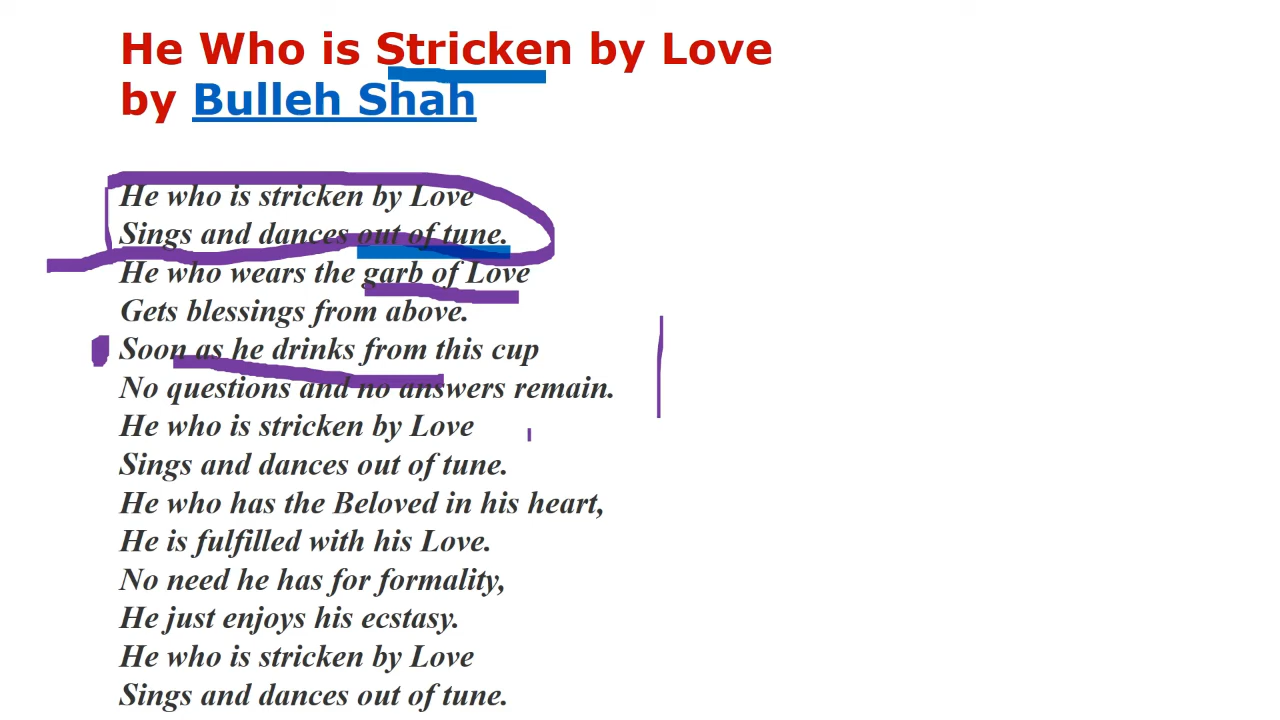 He Who is Stricken by Love
by Bulleh Shah
He who is stricken by Love
Sings and dances out of tune.
He who wears the garb of Love
Gets blessings from above.
Soon as he drinks from this cup
No questions and no answers remain.
He who is stricken by Love
Sings and dances out of tune.
He who has the Beloved in his heart,
He is fulfilled with his Love.
No need he has for formality,
He just enjoys his ecstasy.
He who is stricken by Love
Sings and dances out of tune.